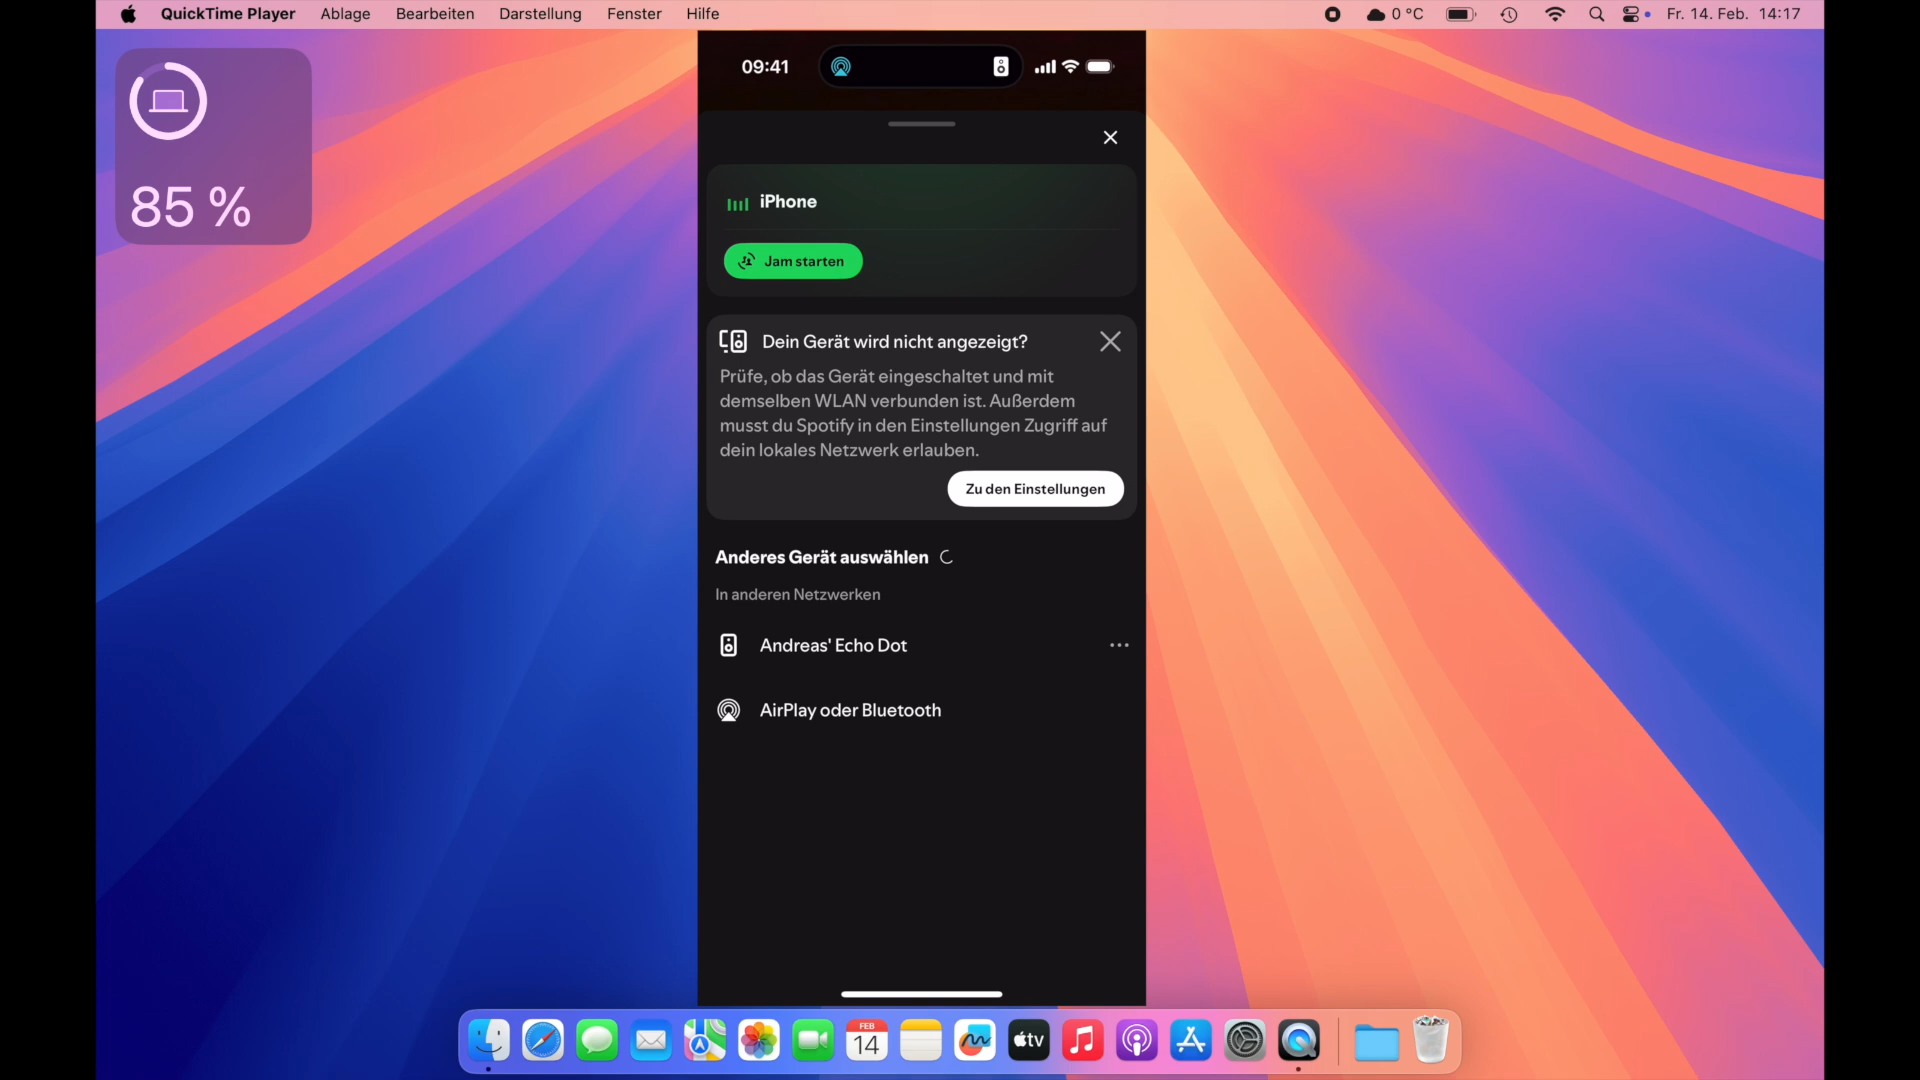 QuickTime Player Ablage Bearbeiten Darstellung Fenster Hilfe 0 °C Fr. 14. Feb. 14:17
85 %
09:41
iPhone
Jam starten
Dein Gerät wird nicht angezeigt?
Prüfe, ob das Gerät eingeschaltet und mit
demselben WLAN verbunden ist. Außerdem
musst du Spotify in den Einstellungen Zugriff auf
dein lokales Netzwerk erlauben.
Zu den Einstellungen
Anderes Gerät auswählen
In anderen Netzwerken
Andreas' Echo Dot
AirPlay oder Bluetooth
FEB
14
tv